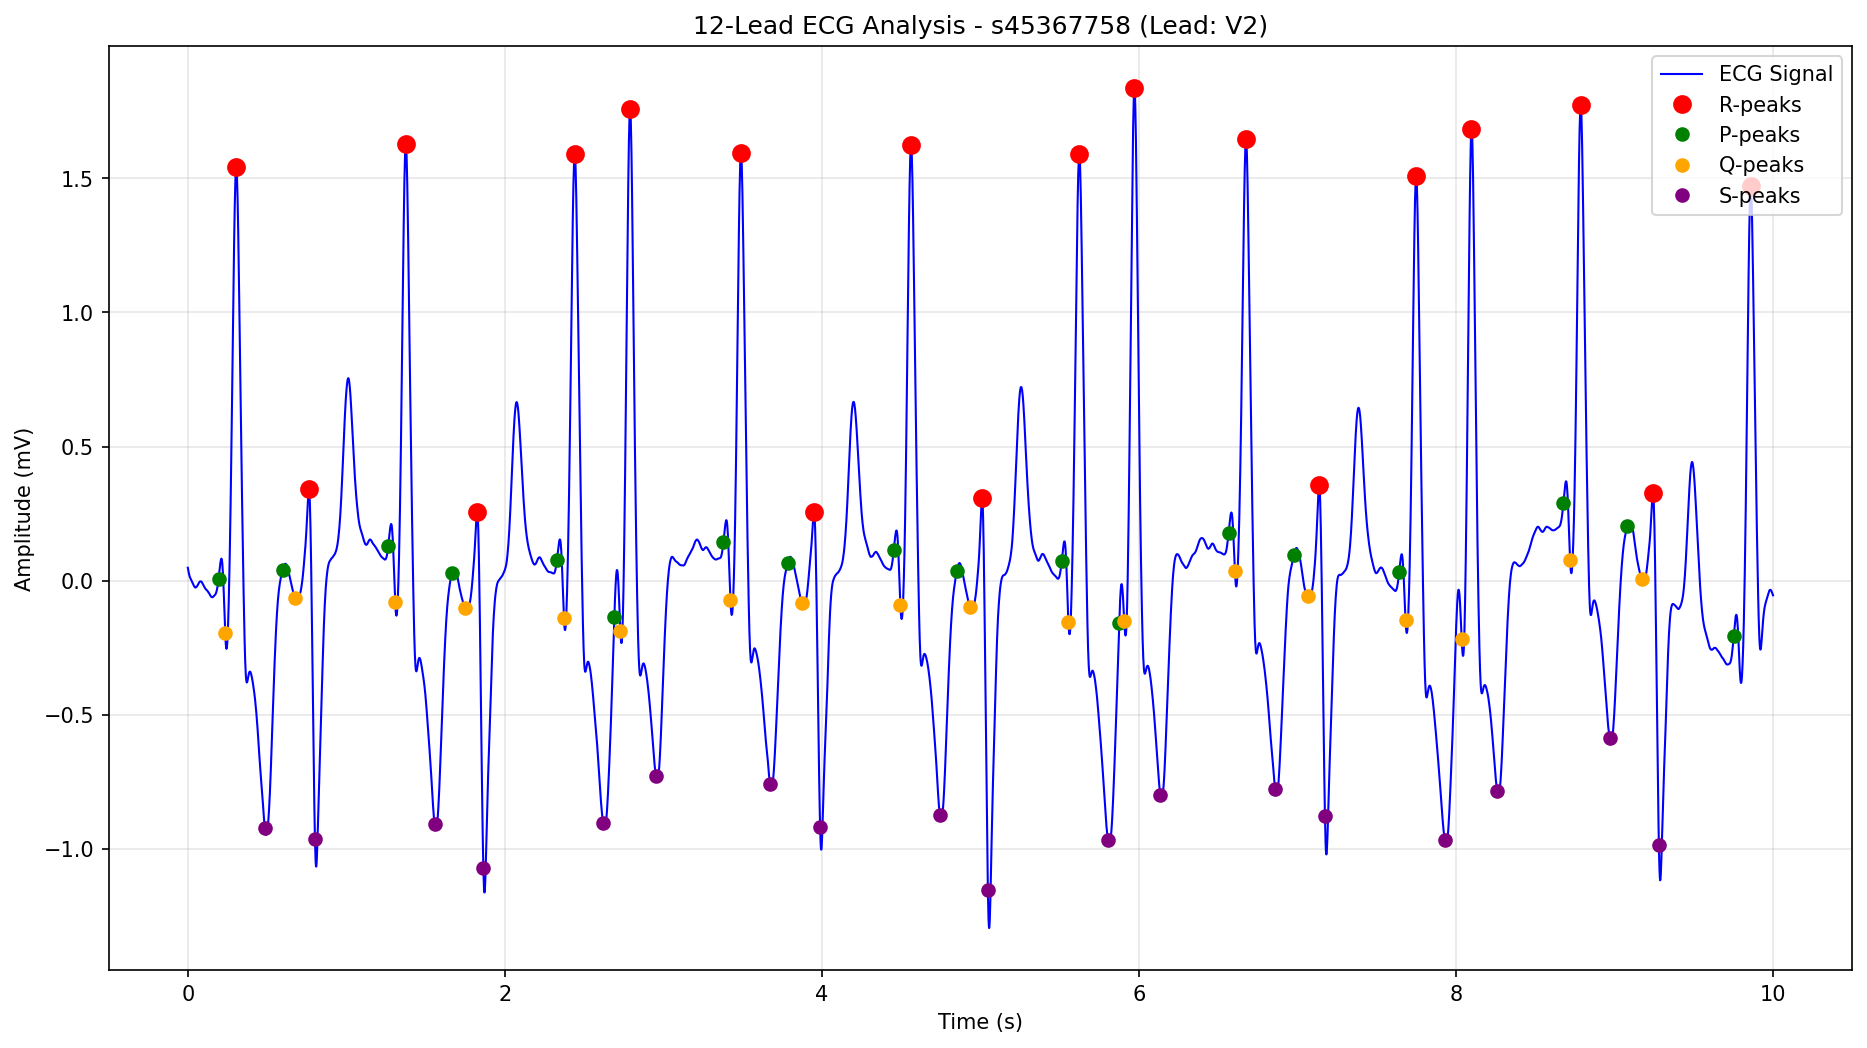 12-Lead ECG Analysis - s45367758 (Lead: V2)
ECG Signal
R-peaks
P-peaks
Q-peaks
S-peaks
Amplitude (mV)
1.5
1.0
0.5
0.0
−0.5
−1.0
0 2 4 6 8 10
Time (s)